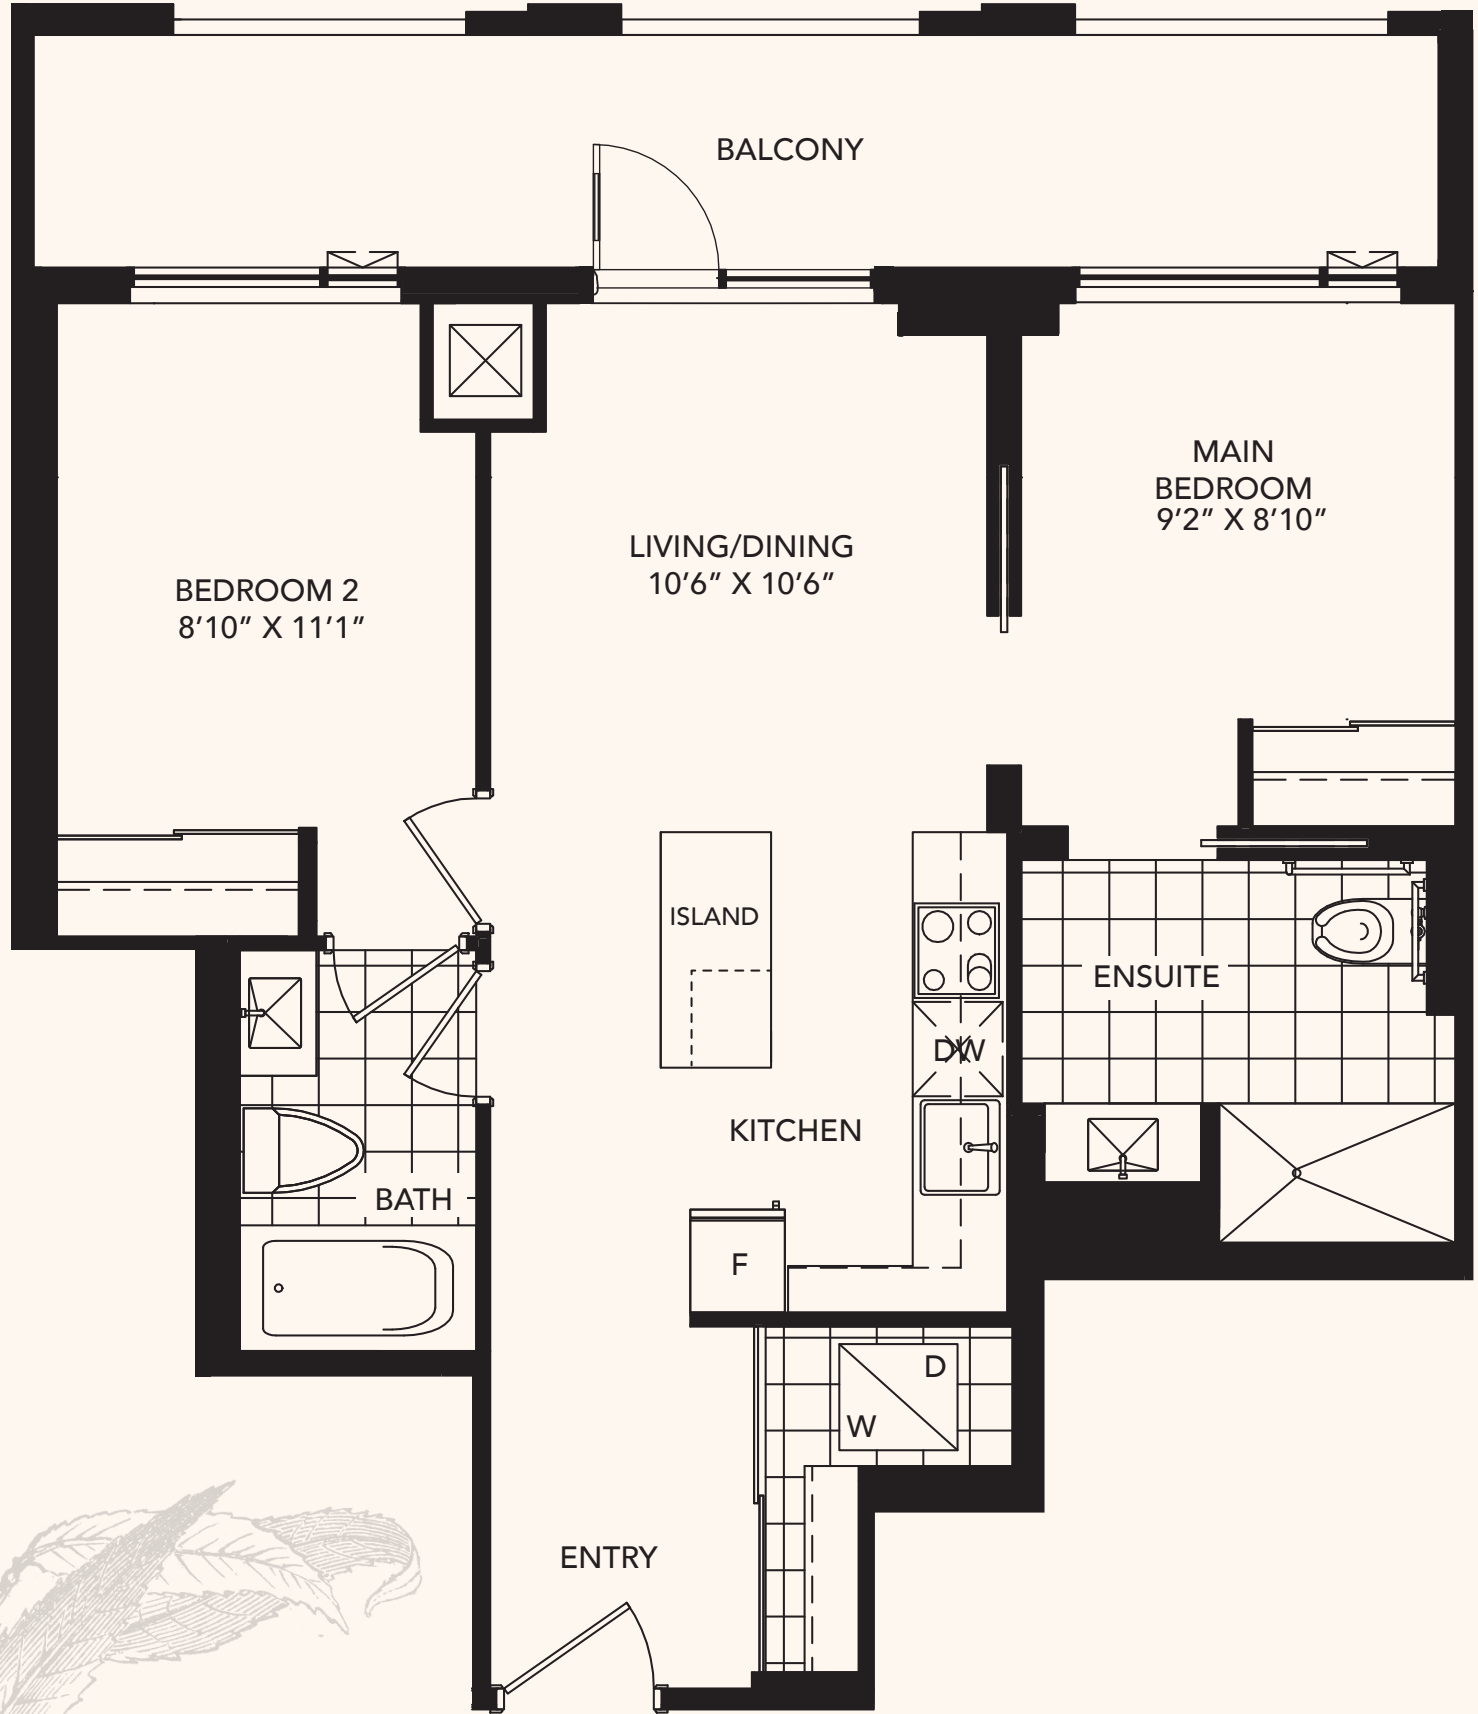 BALCONY
MAIN
BEDROOM
9’2” X 8’10”
LIVING/DINING
10’6” X 10’6”
BEDROOM 2
8’10” X 11’1”
ISLAND
ENSUITE
DW
KITCHEN
BATH
F
D
W
ENTRY